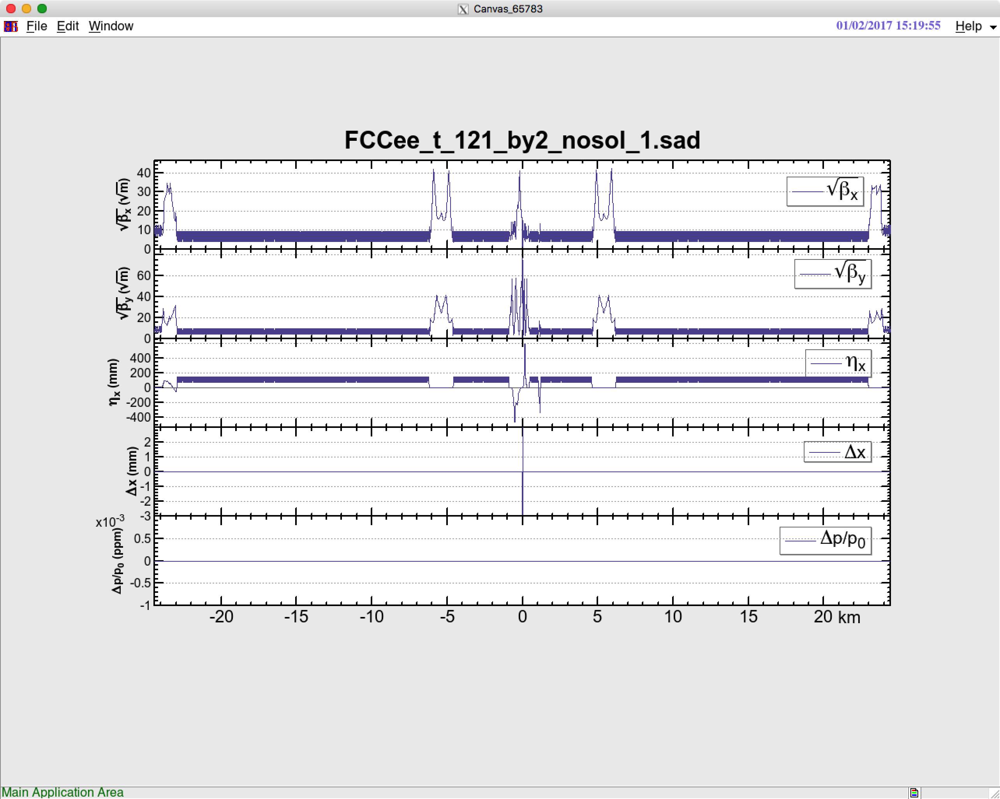 Canvas_65783
File Edit Window 01/02/2017 15:19:55 Help
FCCee_t_121_by2_nosol_1.sad
√βx (√m)
40
30
20
10
0
√βx
√βy (√m)
60
40
20
0
√βy
ηx (mm)
400
200
0
-200
-400
ηx
Δx (mm)
2
1
0
-1
-2
-3
Δx
x10-3
Δp/p0 (ppm)
0.5
0
-0.5
-1
Δp/p0
-20 -15 -10 -5 0 5 10 15 20 km
Main Application Area